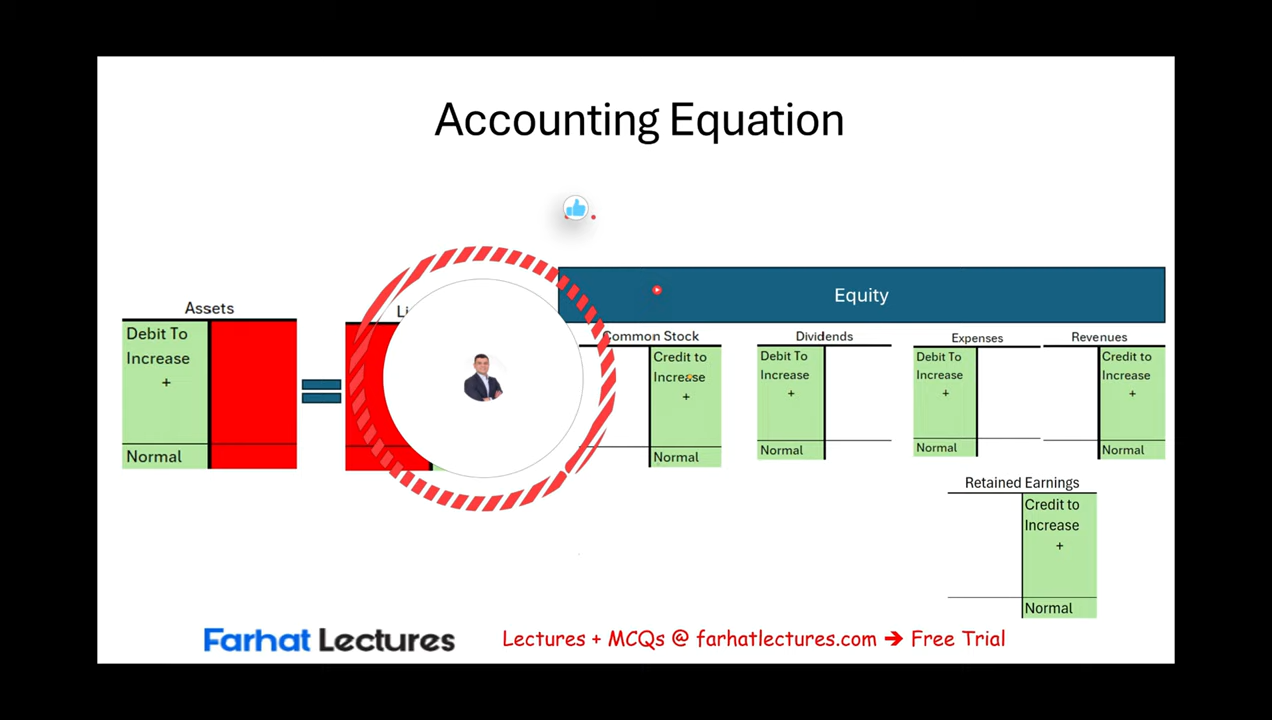 Accounting Equation
Equity
Assets
Li
Common Stock
Dividends
Expenses
Revenues
Debit To
Increase
+
Normal
Credit to
Increase
+
Normal
Debit To
Increase
+
Normal
Debit To
Increase
+
Normal
Credit to
Increase
+
Normal
Retained Earnings
Credit to
Increase
+
Normal
Farhat Lectures
Lectures + MCQs @ farhatlectures.com ➔ Free Trial